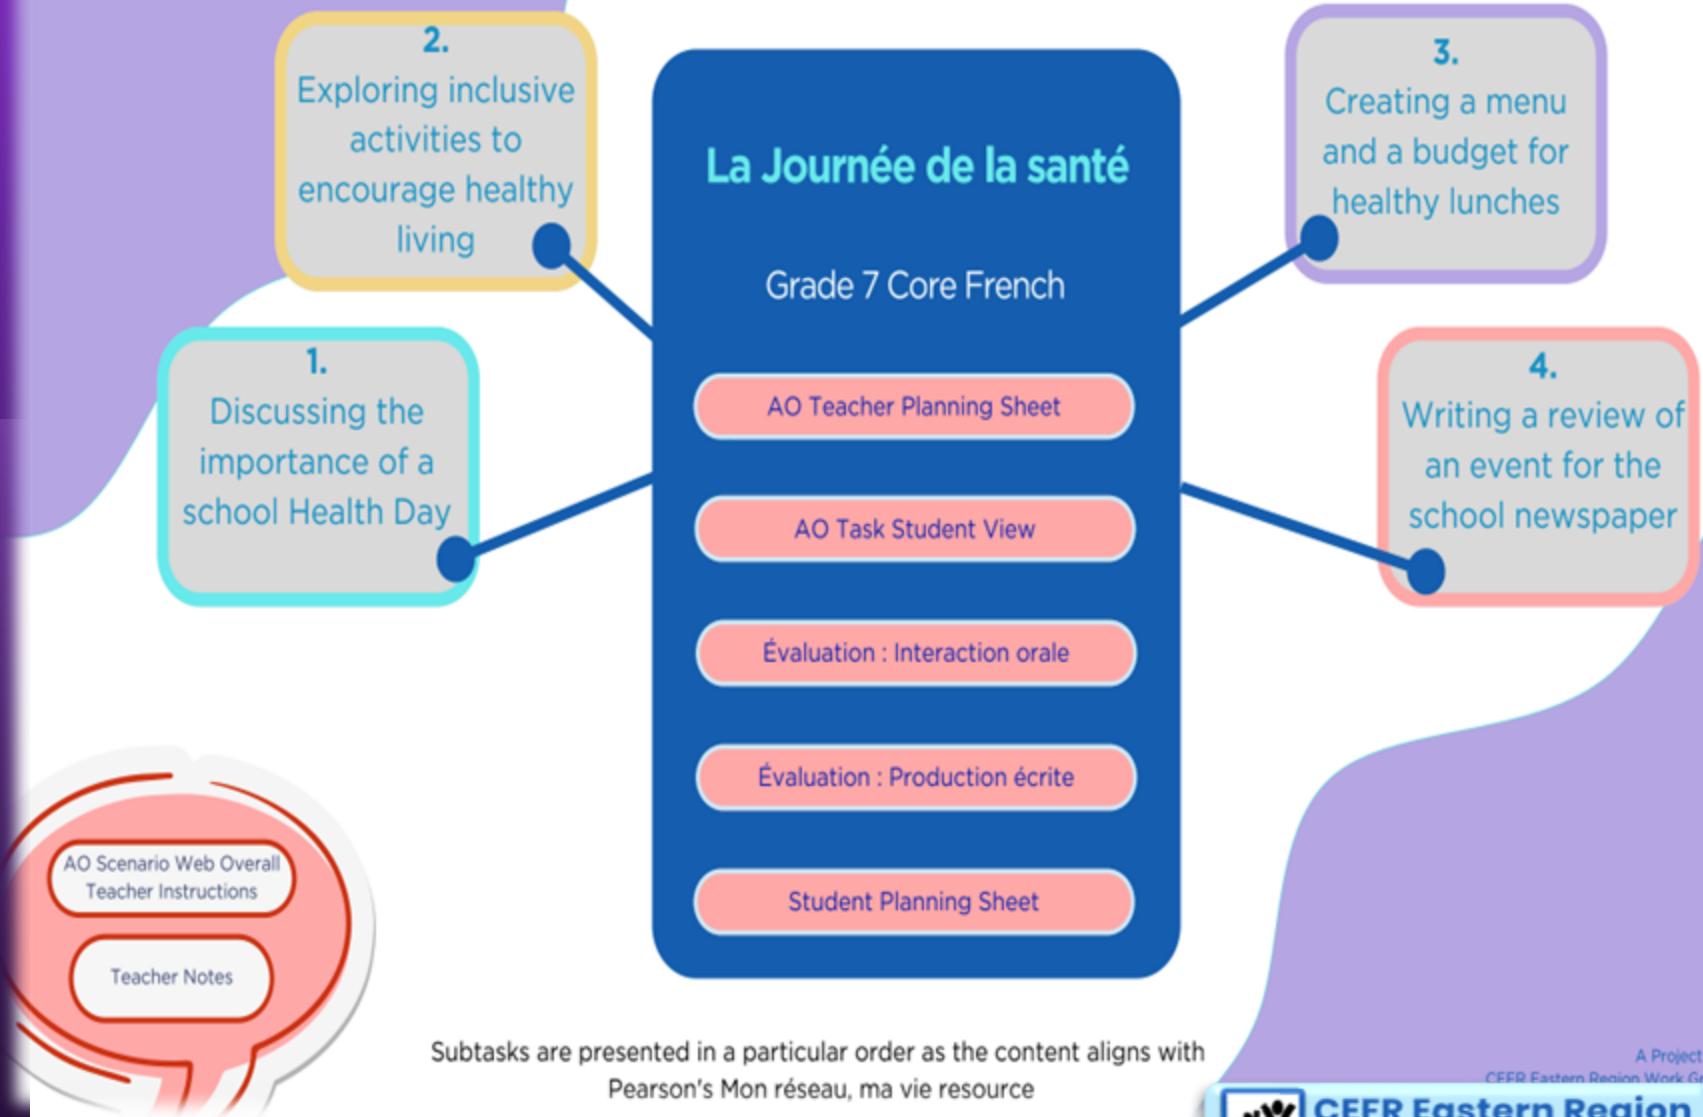 2.
Exploring inclusive
activities to
encourage healthy
living
1.
Discussing the
importance of a
school Health Day
La Journée de la santé
Grade 7 Core French
AO Teacher Planning Sheet
AO Task Student View
Évaluation : Interaction orale
Évaluation : Production écrite
Student Planning Sheet
3.
Creating a menu
and a budget for
healthy lunches
4.
Writing a review of
an event for the
school newspaper
AO Scenario Web Overall
Teacher Instructions
Teacher Notes
Subtasks are presented in a particular order as the content aligns with
Pearson's Mon réseau, ma vie resource
A Project
CEFR Eastern Region Work
CEFR Eastern Region